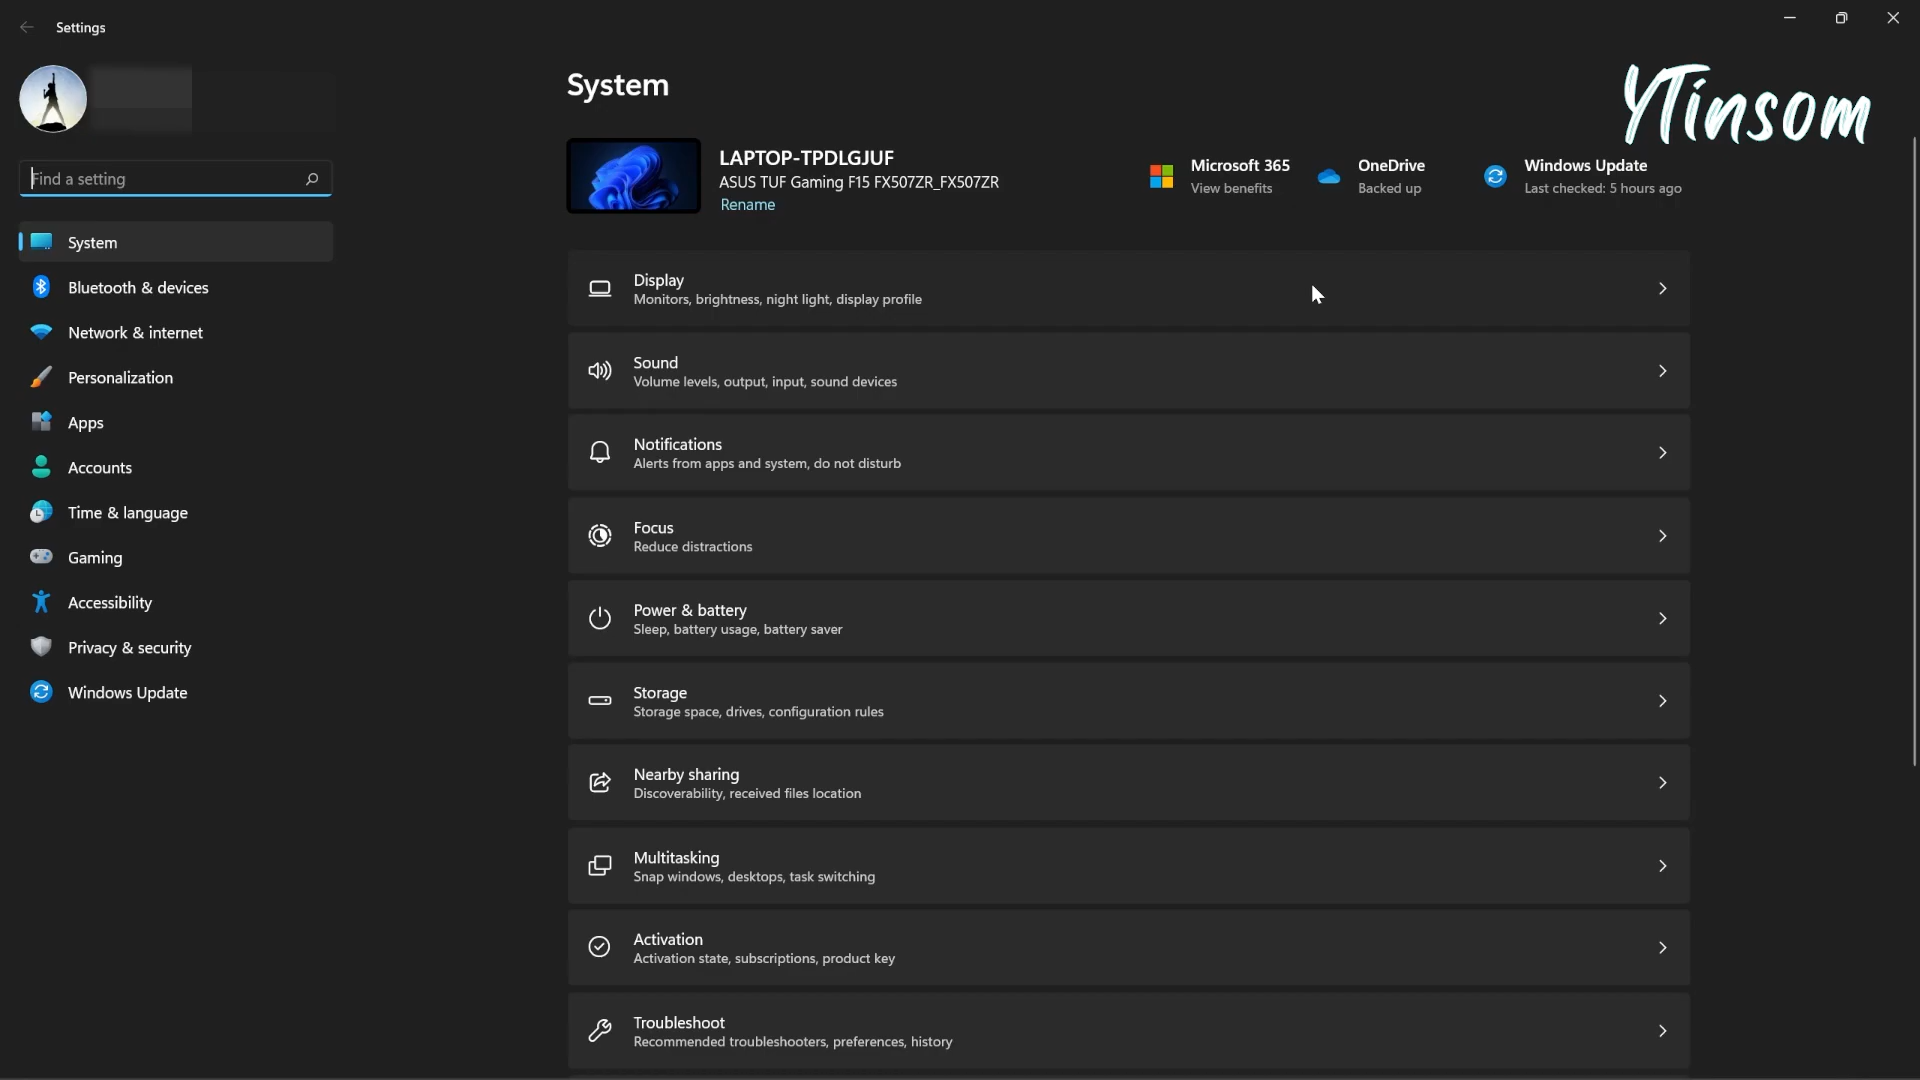 Settings
Find a setting
System
Bluetooth & devices
Network & internet
Personalization
Apps
Accounts
Time & language
Gaming
Accessibility
Privacy & security
Windows Update
System
YTinsom
LAPTOP-TPDLGJUF
ASUS TUF Gaming F15 FX507ZR_FX507ZR
Rename
Microsoft 365
View benefits
OneDrive
Backed up
Windows Update
Last checked: 5 hours ago
Display
Monitors, brightness, night light, display profile
Sound
Volume levels, output, input, sound devices
Notifications
Alerts from apps and system, do not disturb
Focus
Reduce distractions
Power & battery
Sleep, battery usage, battery saver
Storage
Storage space, drives, configuration rules
Nearby sharing
Discoverability, received files location
Multitasking
Snap windows, desktops, task switching
Activation
Activation state, subscriptions, product key
Troubleshoot
Recommended troubleshooters, preferences, history